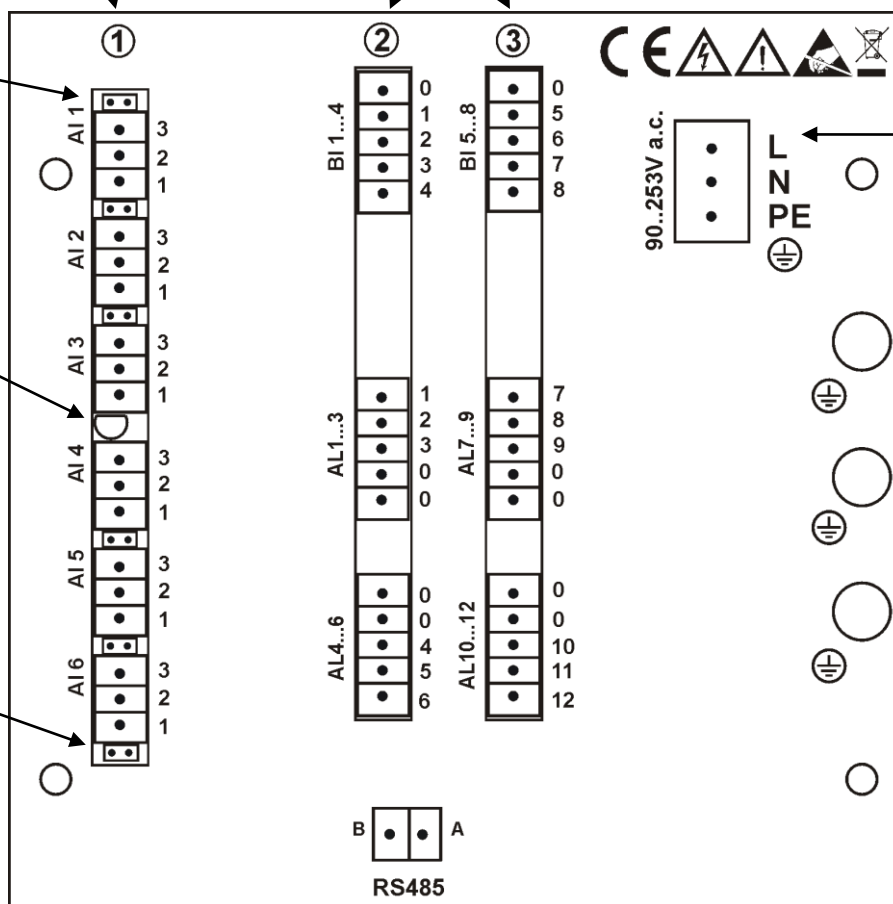 1
2
3
CE
AI 1
3
2
1
AI 2
3
2
1
AI 3
3
2
1
AI 4
3
2
1
AI 5
3
2
1
AI 6
3
2
1
BI 1...4
0
1
2
3
4
AL1...3
1
2
3
0
0
AL4...6
0
0
4
5
6
BI 5...8
0
5
6
7
8
AL7...9
7
8
9
0
0
AL10...12
0
0
10
11
12
90..253V a.c.
L
N
PE
B
A
RS485